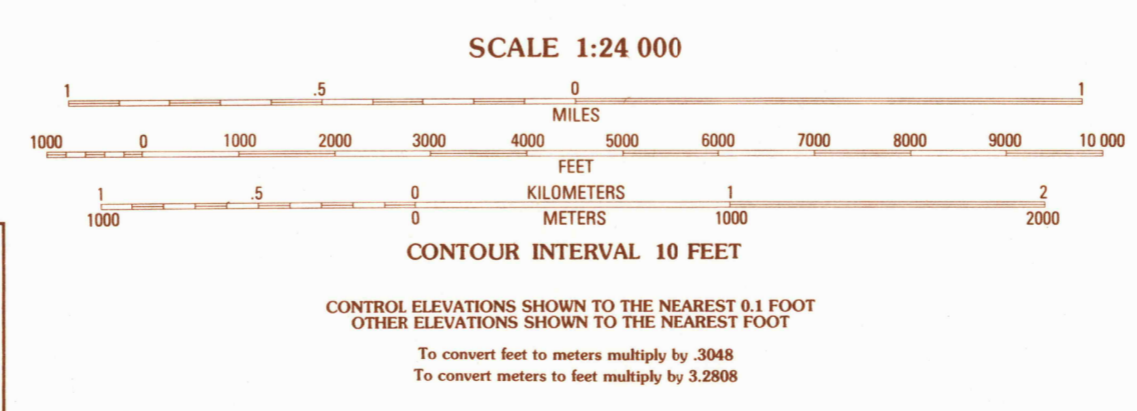 SCALE 1:24 000
1 .5 0 1
MILES
1000 0 1000 2000 3000 4000 5000 6000 7000 8000 9000 10 000
FEET
1 .5 0 KILOMETERS 1 2
1000 0 METERS 1000 2000
CONTOUR INTERVAL 10 FEET
CONTROL ELEVATIONS SHOWN TO THE NEAREST 0.1 FOOT
OTHER ELEVATIONS SHOWN TO THE NEAREST FOOT
To convert feet to meters multiply by .3048
To convert meters to feet multiply by 3.2808